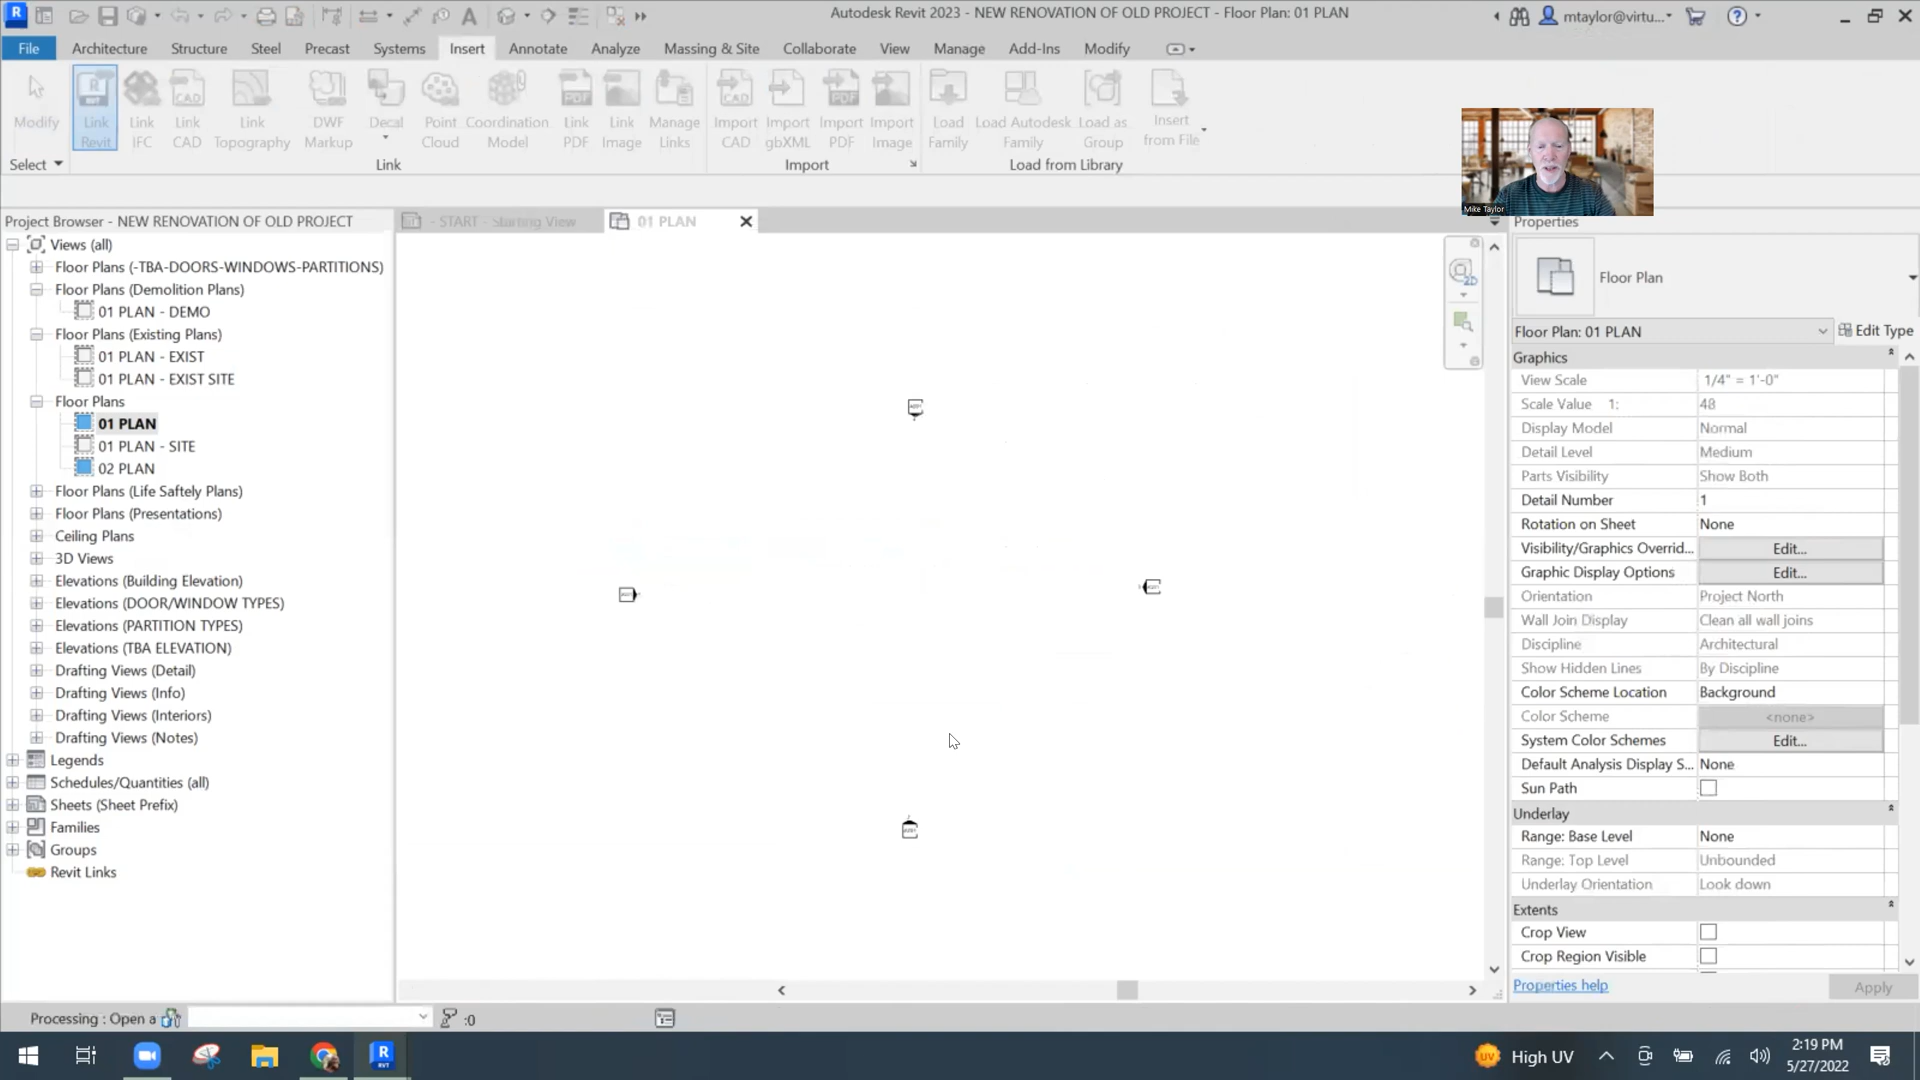 Autodesk Revit 2023 - NEW RENOVATION OF OLD PROJECT - Floor Plan: 01 PLAN
mtaylor@virtu...
File Architecture Structure Steel Precast Systems Insert Annotate Analyze Massing & Site Collaborate View Manage Add-Ins Modify
Modify
Link Revit
Link IFC
Link CAD
Link Topography
DWF Markup
Decal
Point Cloud
Coordination Model
Link PDF
Link Image
Manage Links
Import CAD
Import gbXML
Import PDF
Import Image
Load Family
Load Autodesk Family
Load as Group
Insert from File
Select
Link
Import
Load from Library
Mike Taylor
Project Browser - NEW RENOVATION OF OLD PROJECT
Views (all)
Floor Plans (-TBA-DOORS-WINDOWS-PARTITIONS)
Floor Plans (Demolition Plans)
01 PLAN - DEMO
Floor Plans (Existing Plans)
01 PLAN - EXIST
01 PLAN - EXIST SITE
Floor Plans
01 PLAN
01 PLAN - SITE
02 PLAN
Floor Plans (Life Saftely Plans)
Floor Plans (Presentations)
Ceiling Plans
3D Views
Elevations (Building Elevation)
Elevations (DOOR/WINDOW TYPES)
Elevations (PARTITION TYPES)
Elevations (TBA ELEVATION)
Drafting Views (Detail)
Drafting Views (Info)
Drafting Views (Interiors)
Drafting Views (Notes)
Legends
Schedules/Quantities (all)
Sheets (Sheet Prefix)
Families
Groups
Revit Links
- START - Starting View
01 PLAN
2D
Properties
Floor Plan
Floor Plan: 01 PLAN
Edit Type
Graphics
View Scale 1/4" = 1'-0"
Scale Value 1: 48
Display Model Normal
Detail Level Medium
Parts Visibility Show Both
Detail Number 1
Rotation on Sheet None
Visibility/Graphics Overrid... Edit...
Graphic Display Options Edit...
Orientation Project North
Wall Join Display Clean all wall joins
Discipline Architectural
Show Hidden Lines By Discipline
Color Scheme Location Background
Color Scheme <none>
System Color Schemes Edit...
Default Analysis Display S... None
Sun Path
Underlay
Range: Base Level None
Range: Top Level Unbounded
Underlay Orientation Look down
Extents
Crop View
Crop Region Visible
Properties help
Apply
Processing : Open a
:0
High UV
2:19 PM
5/27/2022